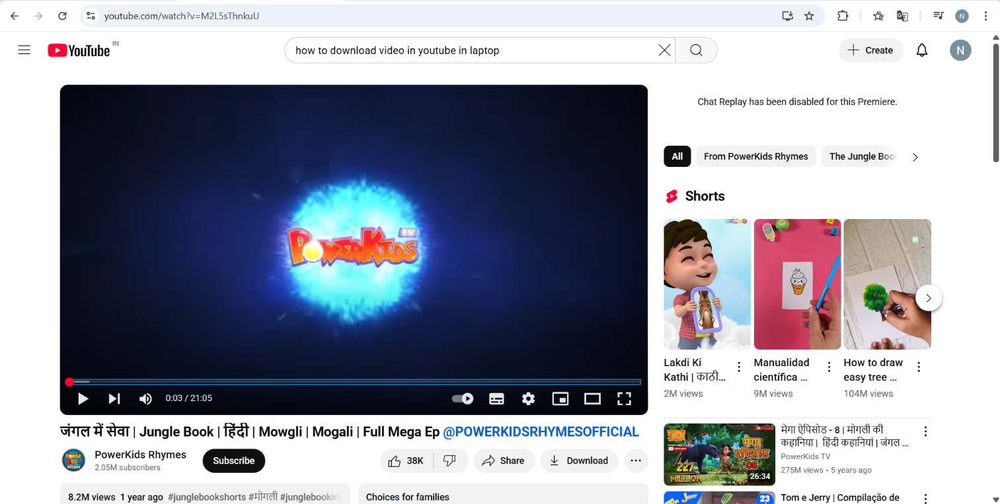 youtube.com/watch?v=M2L5sThnkuU
N
YouTube IN
how to download video in youtube in laptop
Create
N
POWERKIDS TV
0:03 / 21:05
जंगल में सेवा | Jungle Book | हिंदी | Mowgli | Mogali | Full Mega Ep @POWERKIDSRHYMESOFFICIAL
PowerKids Rhymes
2.05M subscribers
Subscribe
38K
Share
Download
8.2M views 1 year ago #junglebookshorts #मोगली #junglebookin
Choices for families
Chat Replay has been disabled for this Premiere.
All
From PowerKids Rhymes
The Jungle Boo
Shorts
Lakdi Ki
Kathi | काठी...
2M views
Manualidad
científica ...
9M views
How to draw
easy tree ...
104M views
मेगा
एपिसोड
08
227
MILLION
26:34
मेगा ऐपिसोड - 8 | मोगली की
कहानिया | हिंदी कहानियां | जंगल ...
PowerKids TV
275M views • 5 years ago
23
Tom e Jerry | Compilação de